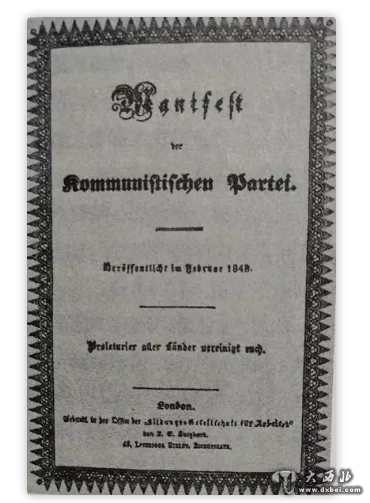 Manifest
der
Kommunistischen Partei.
Veröffentlicht im Februar 1848.
Proletarier aller Länder vereinigt euch.
London.
Gedruckt in der Office der „Bildungs-Gesellschaft für Arbeiter“
von J. E. Burghard.
46, Liverpool Street, Bishopsgate.
大西北
www.dxbei.com